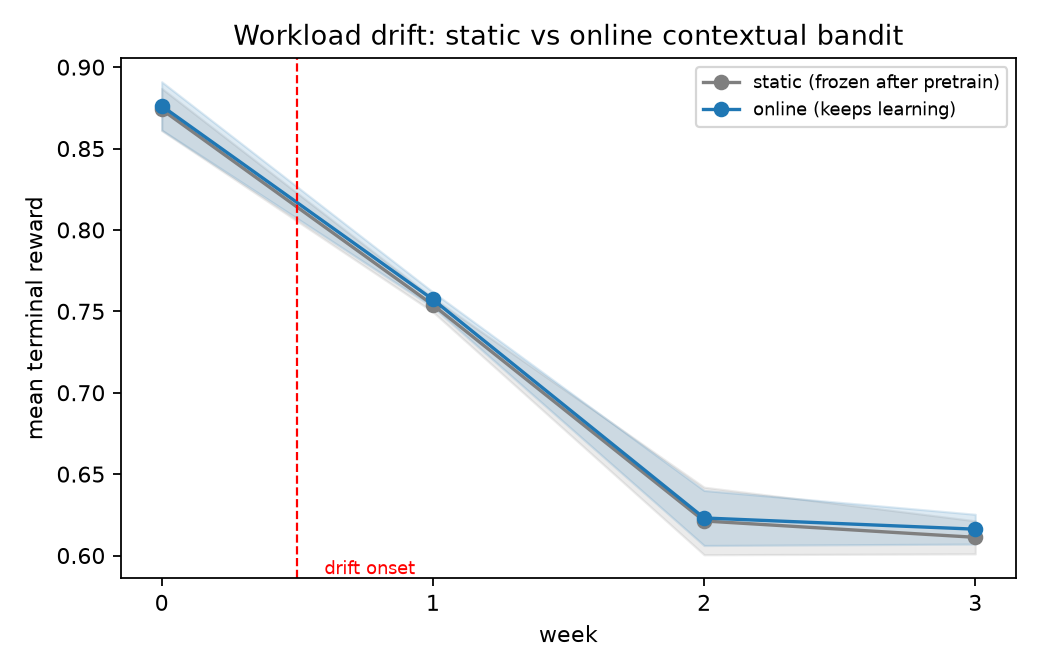 Workload drift: static vs online contextual bandit
static (frozen after pretrain)
online (keeps learning)
mean terminal reward
0.90
0.85
0.80
0.75
0.70
0.65
0.60
drift onset
0 1 2 3
week